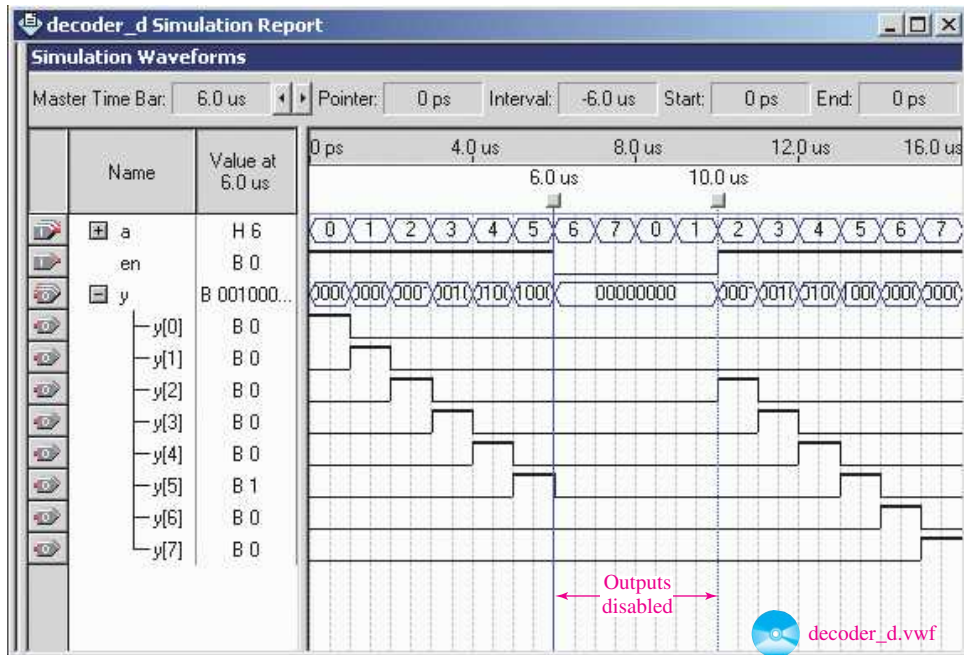 decoder_d Simulation Report
Simulation Waveforms
Master Time Bar: 6.0 us Pointer: 0 ps Interval: -6.0 us Start: 0 ps End: 0 ps
Name Value at 6.0 us 0 ps 4.0 us 8.0 us 12.0 us 16.0 us
6.0 us 10.0 us
a H 6 0 1 2 3 4 5 6 7 0 1 2 3 4 5 6 7
en B 0
y B 001000... 00000000
y[0] B 0
y[1] B 0
y[2] B 0
y[3] B 0
y[4] B 0
y[5] B 1
y[6] B 0
y[7] B 0
Outputs
disabled
decoder_d.vwf